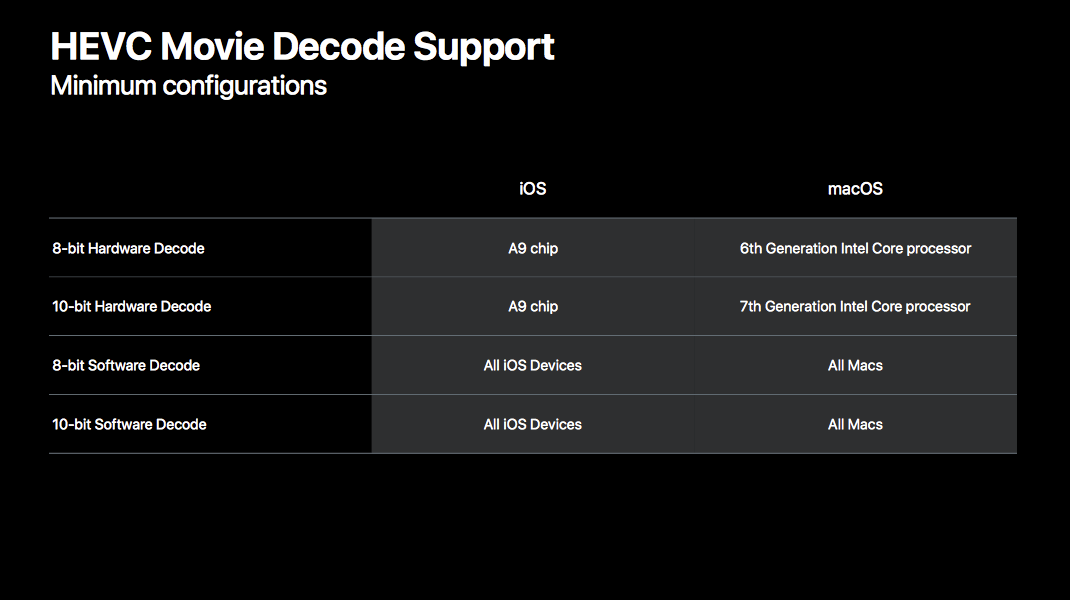 HEVC Movie Decode Support
Minimum configurations
iOS macOS
8-bit Hardware Decode A9 chip 6th Generation Intel Core processor
10-bit Hardware Decode A9 chip 7th Generation Intel Core processor
8-bit Software Decode All iOS Devices All Macs
10-bit Software Decode All iOS Devices All Macs